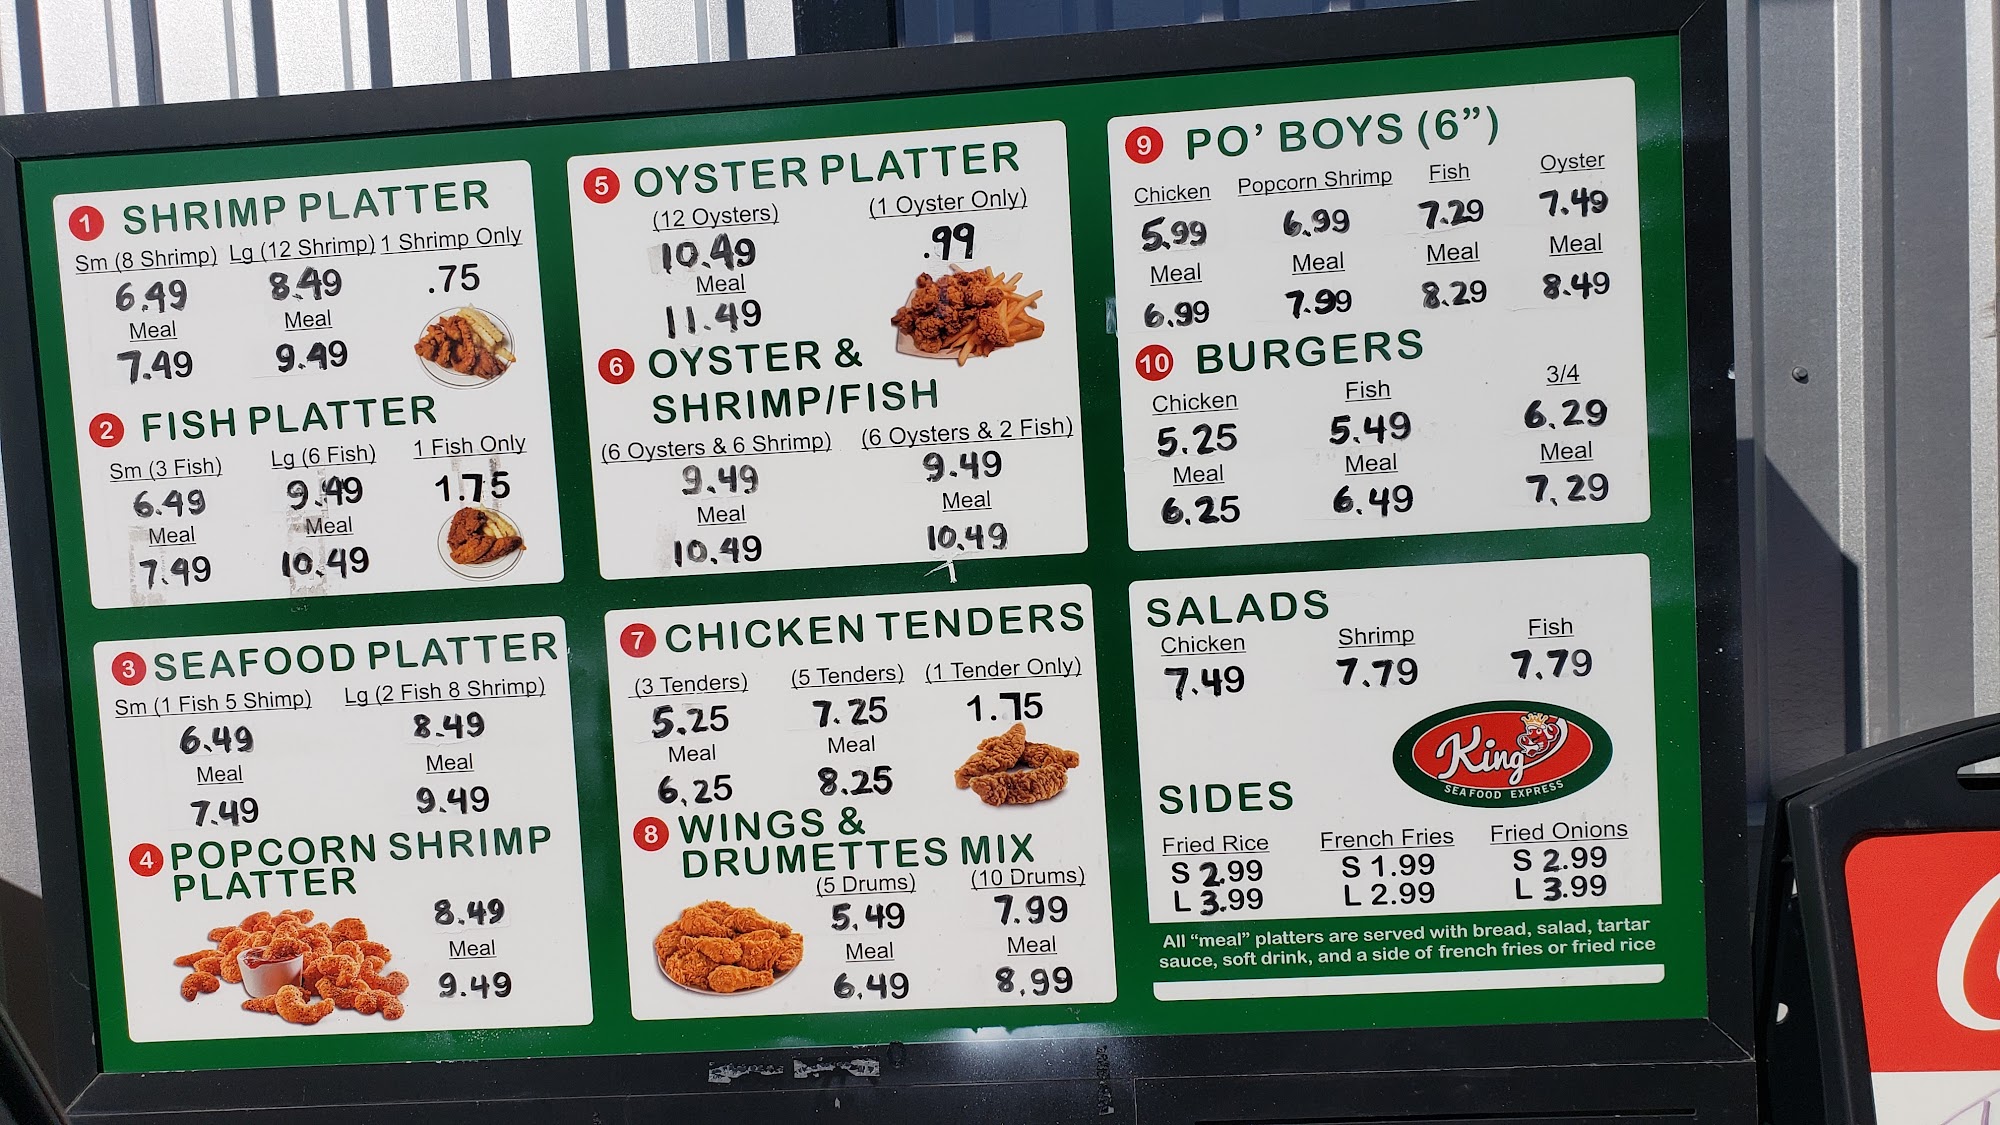 1 SHRIMP PLATTER
Sm (8 Shrimp) Lg (12 Shrimp) 1 Shrimp Only
6.49 8.49 .75
Meal Meal
7.49 9.49
2 FISH PLATTER
Sm (3 Fish) Lg (6 Fish) 1 Fish Only
6.49 9.49 1.75
Meal Meal
7.49 10.49
3 SEAFOOD PLATTER
Sm (1 Fish 5 Shimp) Lg (2 Fish 8 Shrimp)
6.49 8.49
Meal Meal
7.49 9.49
4 POPCORN SHRIMP
PLATTER
8.49
Meal
9.49
5 OYSTER PLATTER
(12 Oysters) (1 Oyster Only)
10.49 .99
Meal
11.49
6 OYSTER &
SHRIMP/FISH
(6 Oysters & 6 Shrimp) (6 Oysters & 2 Fish)
9.49 9.49
Meal Meal
10.49 10.49
7 CHICKEN TENDERS
(3 Tenders) (5 Tenders) (1 Tender Only)
5.25 7.25 1.75
Meal Meal
6.25 8.25
8 WINGS &
DRUMETTES MIX
(5 Drums) (10 Drums)
5.49 7.99
Meal Meal
6.49 8.99
9 PO' BOYS (6")
Chicken Popcorn Shrimp Fish Oyster
5.99 6.99 7.29 7.49
Meal Meal Meal Meal
6.99 7.99 8.29 8.49
10 BURGERS
Chicken Fish 3/4
5.25 5.49 6.29
Meal Meal Meal
6.25 6.49 7.29
SALADS
Chicken Shrimp Fish
7.49 7.79 7.79
King
SEAFOOD EXPRESS
SIDES
Fried Rice French Fries Fried Onions
S 2.99 S 1.99 S 2.99
L 3.99 L 2.99 L 3.99
All "meal" platters are served with bread, salad, tartar
sauce, soft drink, and a side of french fries or fried rice